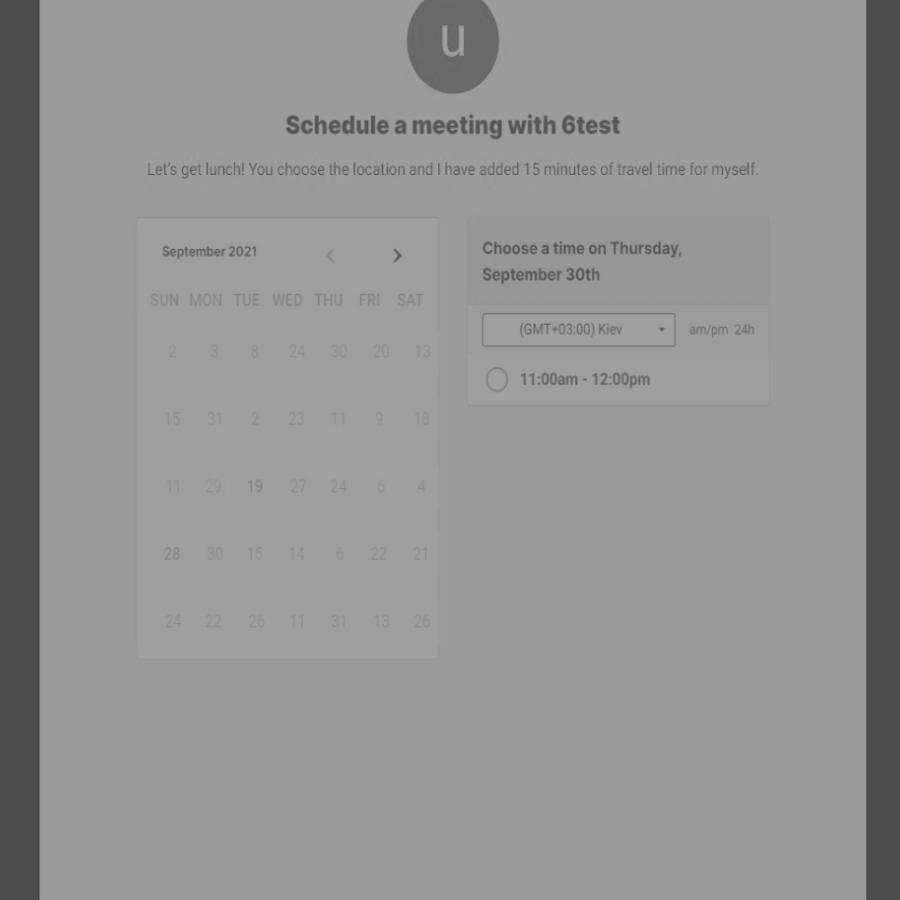 u
Schedule a meeting with 6test
Let's get lunch! You choose the location and I have added 15 minutes of travel time for myself.
September 2021
SUN MON TUE WED THU FRI SAT
2 3 8 24 30 20 13
15 31 2 23 11 9 18
11 29 19 27 24 6 4
28 30 15 14 6 22 21
24 22 26 11 31 13 26
Choose a time on Thursday,
September 30th
(GMT+03:00) Kiev am/pm 24h
11:00am - 12:00pm